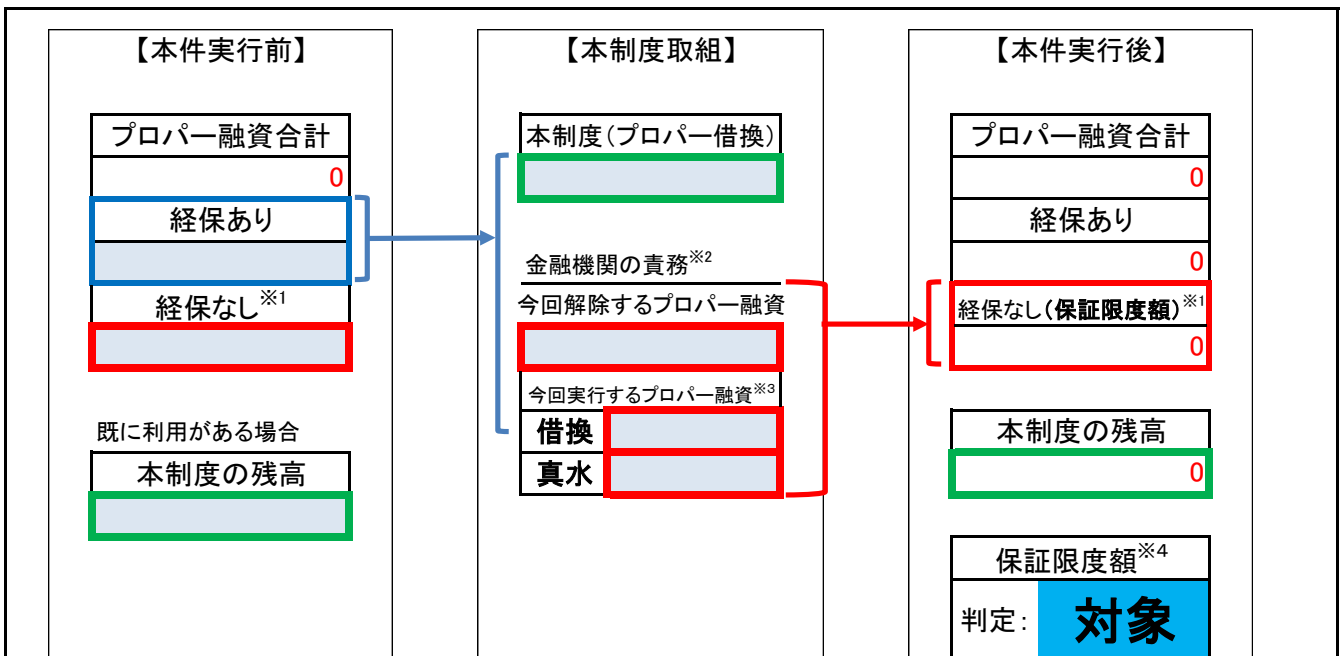 【本件実行前】
プロパー融資合計
0
経保あり
経保なし※1
既に利用がある場合
本制度の残高
【本制度取組】
本制度(プロパー借換)
金融機関の責務※2
今回解除するプロパー融資
今回実行するプロパー融資※3
借換
真水
【本件実行後】
プロパー融資合計
0
経保あり
0
経保なし(保証限度額)※1
0
本制度の残高
0
保証限度額※4
判定: 対象